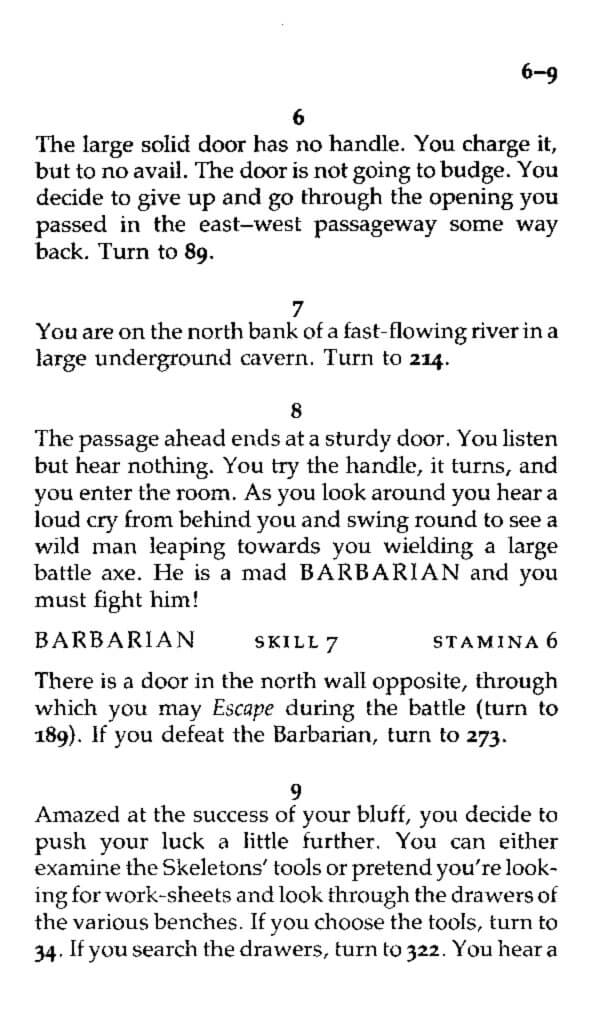 6–9
6
The large solid door has no handle. You charge it,
but to no avail. The door is not going to budge. You
decide to give up and go through the opening you
passed in the east–west passageway some way
back. Turn to 89.
7
You are on the north bank of a fast-flowing river in a
large underground cavern. Turn to 214.
8
The passage ahead ends at a sturdy door. You listen
but hear nothing. You try the handle, it turns, and
you enter the room. As you look around you hear a
loud cry from behind you and swing round to see a
wild man leaping towards you wielding a large
battle axe. He is a mad BARBARIAN and you
must fight him!
BARBARIAN SKILL 7 STAMINA 6
There is a door in the north wall opposite, through
which you may Escape during the battle (turn to
189). If you defeat the Barbarian, turn to 273.
9
Amazed at the success of your bluff, you decide to
push your luck a little further. You can either
examine the Skeletons' tools or pretend you're look-
ing for work-sheets and look through the drawers of
the various benches. If you choose the tools, turn to
34. If you search the drawers, turn to 322. You hear a